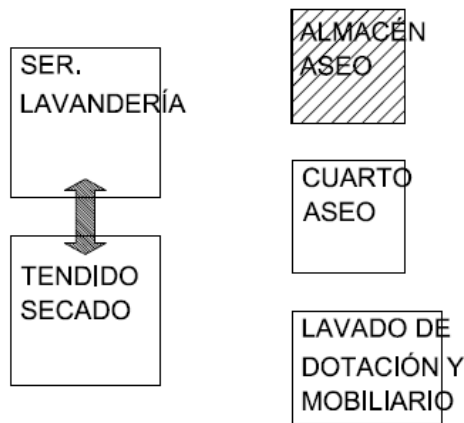 SER.
LAVANDERÍA
TENDIDO
SECADO
ALMACÉN
ASEO
CUARTO
ASEO
LAVADO DE
DOTACIÓN Y
MOBILIARIO